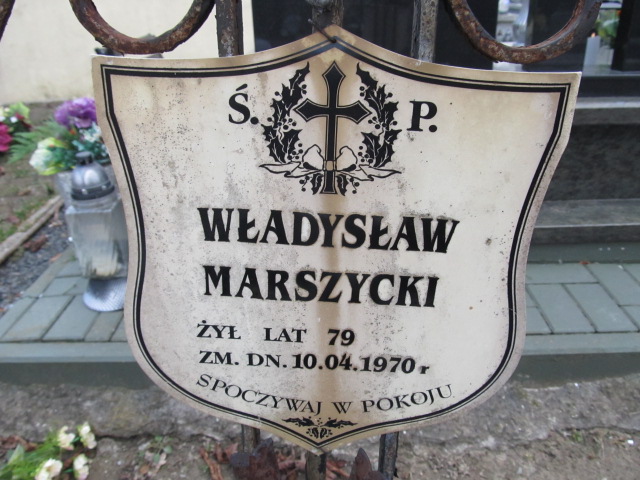 Ś. P.
WŁADYSŁAW
MARSZYCKI
ŻYŁ LAT 79
ZM. DN. 10.04.1970 r
SPOCZYWAJ W POKOJU